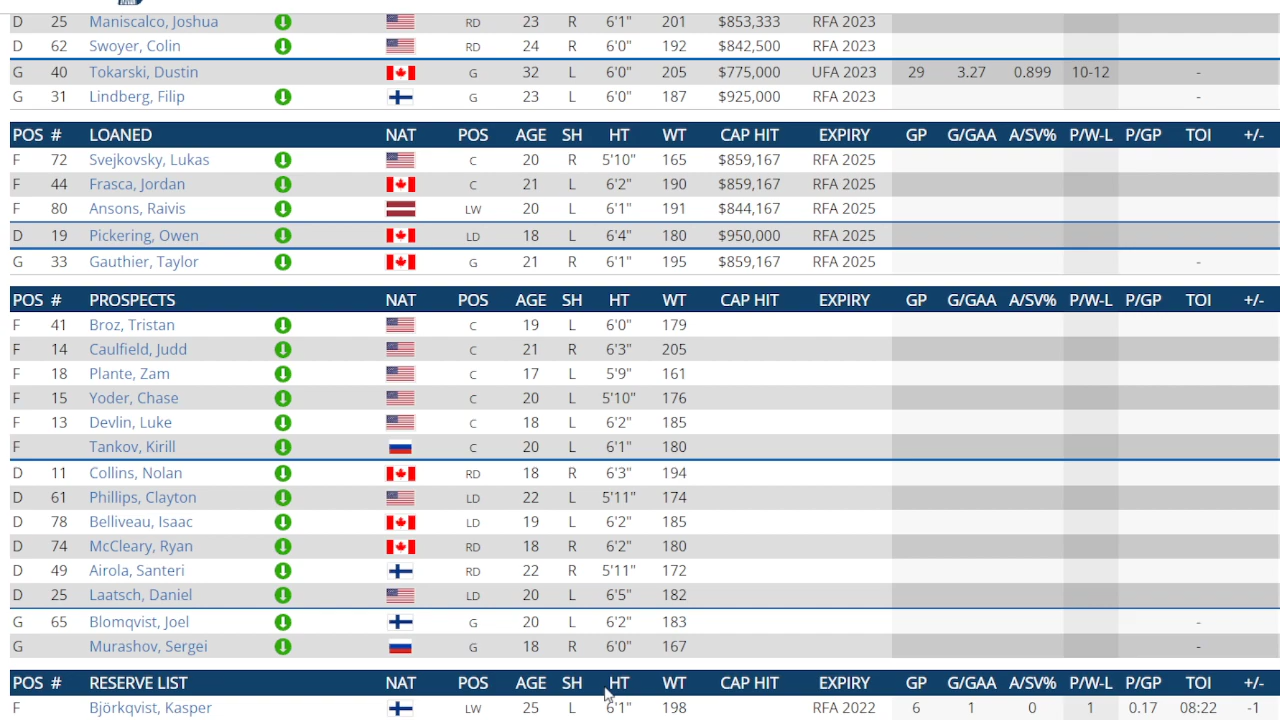 D 25 Maniscalco, Joshua RD 23 R 6'1" 201 $853,333 RFA 2023
D 62 Swoyer, Colin RD 24 R 6'0" 192 $842,500 RFA 2023
G 40 Tokarski, Dustin G 32 L 6'0" 205 $775,000 UFA 2023 29 3.27 0.899 10-12 -
G 31 Lindberg, Filip G 23 L 6'0" 187 $925,000 RFA 2023 -
POS # LOANED NAT POS AGE SH HT WT CAP HIT EXPIRY GP G/GAA A/SV% P/W-L P/GP TOI +/-
F 72 Svejkovsky, Lukas C 20 R 5'10" 171 $859,167 RFA 2025
F 44 Frasca, Jordan C 21 L 6'2" 190 $859,167 RFA 2025
F 80 Ansons, Raivis LW 20 L 6'1" 191 $844,167 RFA 2025
D 19 Pickering, Owen LD 18 L 6'4" 180 $950,000 RFA 2025
G 33 Gauthier, Taylor G 21 R 6'1" 195 $859,167 RFA 2025 -
POS # PROSPECTS NAT POS AGE SH HT WT CAP HIT EXPIRY GP G/GAA A/SV% P/W-L P/GP TOI +/-
F 41 Broz, Tristan C 19 L 6'0" 179
F 14 Caulfield, Judd C 21 R 6'3" 205
F 18 Plante, Zam C 17 L 5'9" 161
F 15 Yoder, Chase C 20 L 5'10" 176
F 13 Devlin, Luke C 18 L 6'2" 185
F Tankov, Kirill C 20 L 6'1" 180
D 11 Collins, Nolan RD 18 R 6'3" 194
D 61 Phillips, Clayton LD 22 L 5'11" 174
D 78 Belliveau, Isaac LD 19 L 6'2" 185
D 74 McCleary, Ryan RD 18 R 6'2" 180
D 49 Airola, Santeri RD 22 R 5'11" 172
D 25 Laatsch, Daniel LD 20 L 6'5" 182
G 65 Blomqvist, Joel G 20 L 6'2" 183 -
G Murashov, Sergei G 18 R 6'0" 167 -
POS # RESERVE LIST NAT POS AGE SH HT WT CAP HIT EXPIRY GP G/GAA A/SV% P/W-L P/GP TOI +/-
F Björkqvist, Kasper LW 25 L 6'1" 198 RFA 2022 6 1 0 1 0.17 08:22 -1